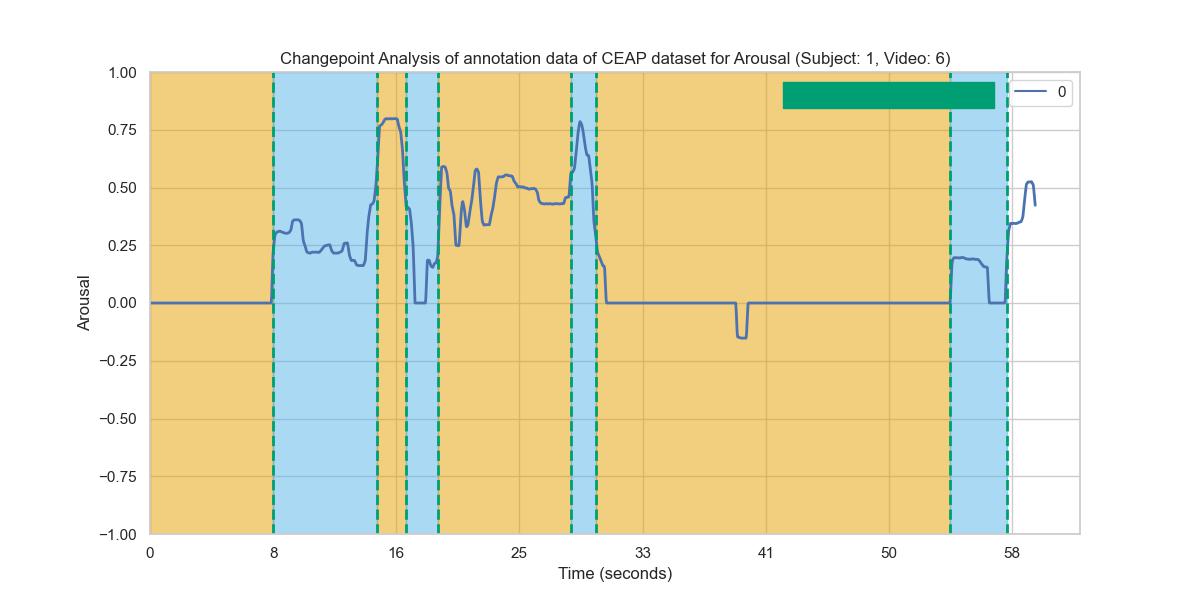 Changepoint Analysis of annotation data of CEAP dataset for Arousal (Subject: 1, Video: 6)
1.00
0.75
0.50
0.25
0.00
−0.25
−0.50
−0.75
−1.00
Arousal
0
0 8 16 25 33 41 50 58
Time (seconds)